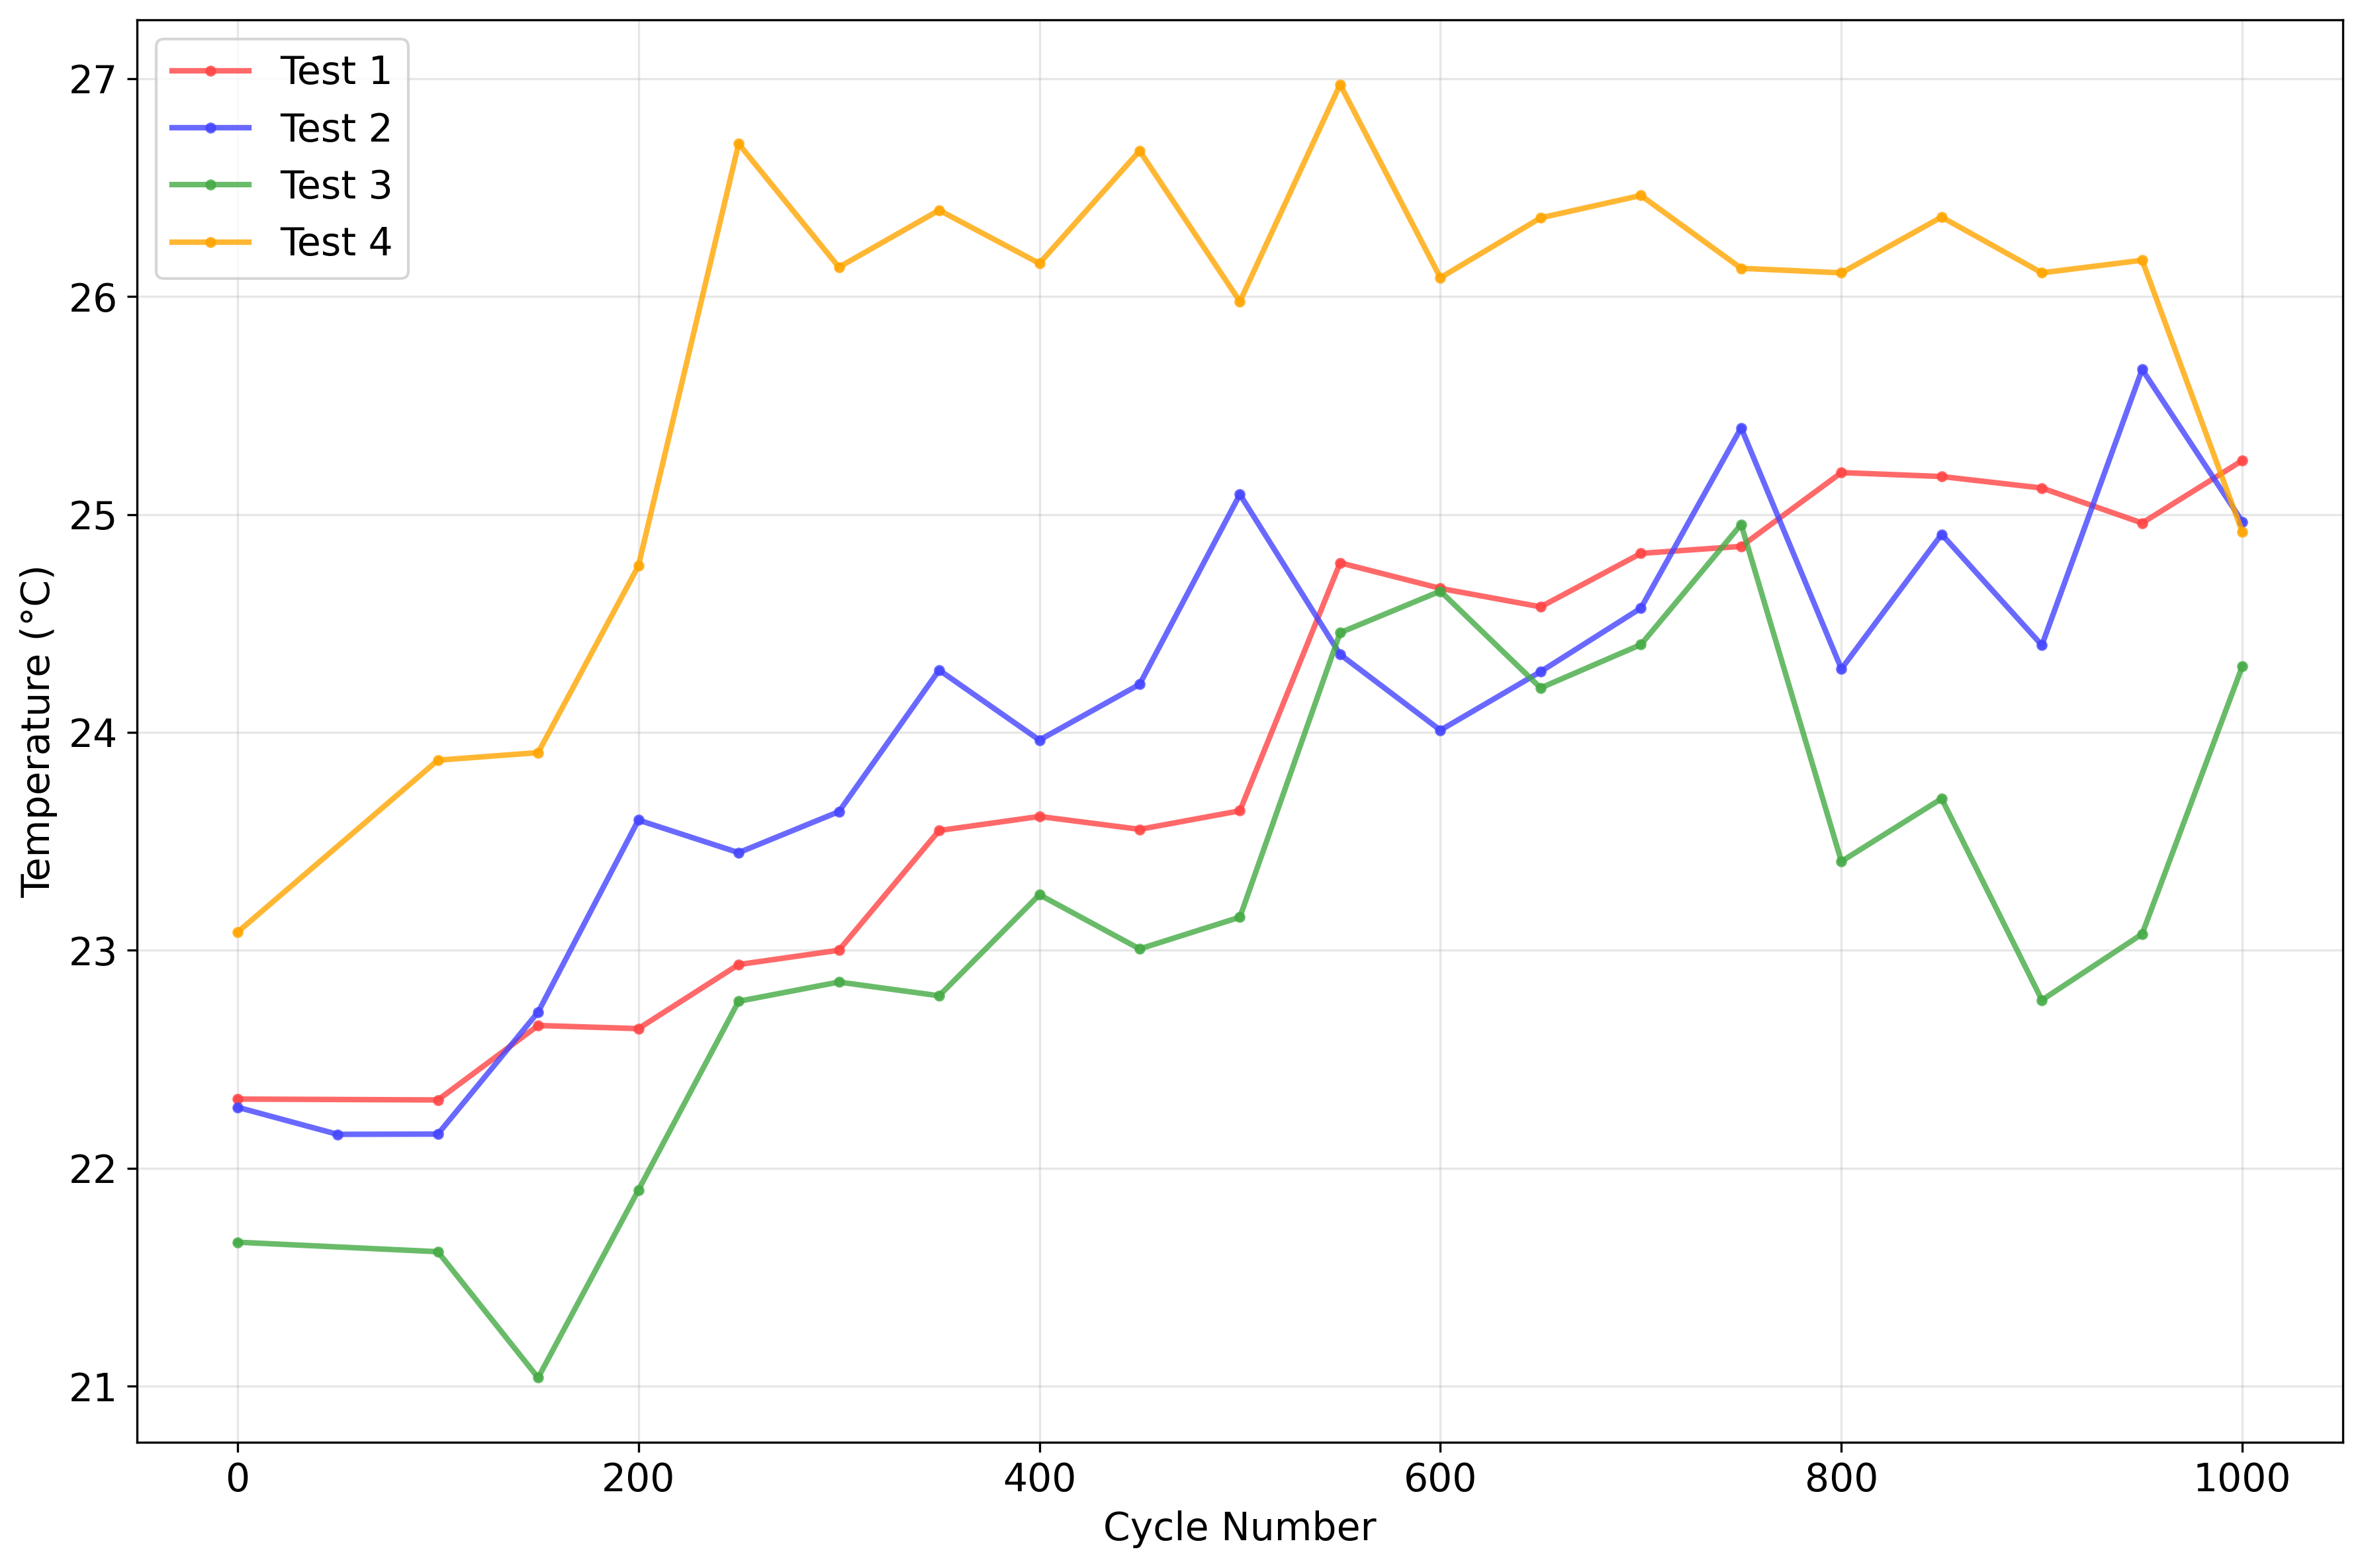 Test 1
Test 2
Test 3
Test 4
27
26
25
24
23
22
21
Temperature (°C)
0 200 400 600 800 1000
Cycle Number